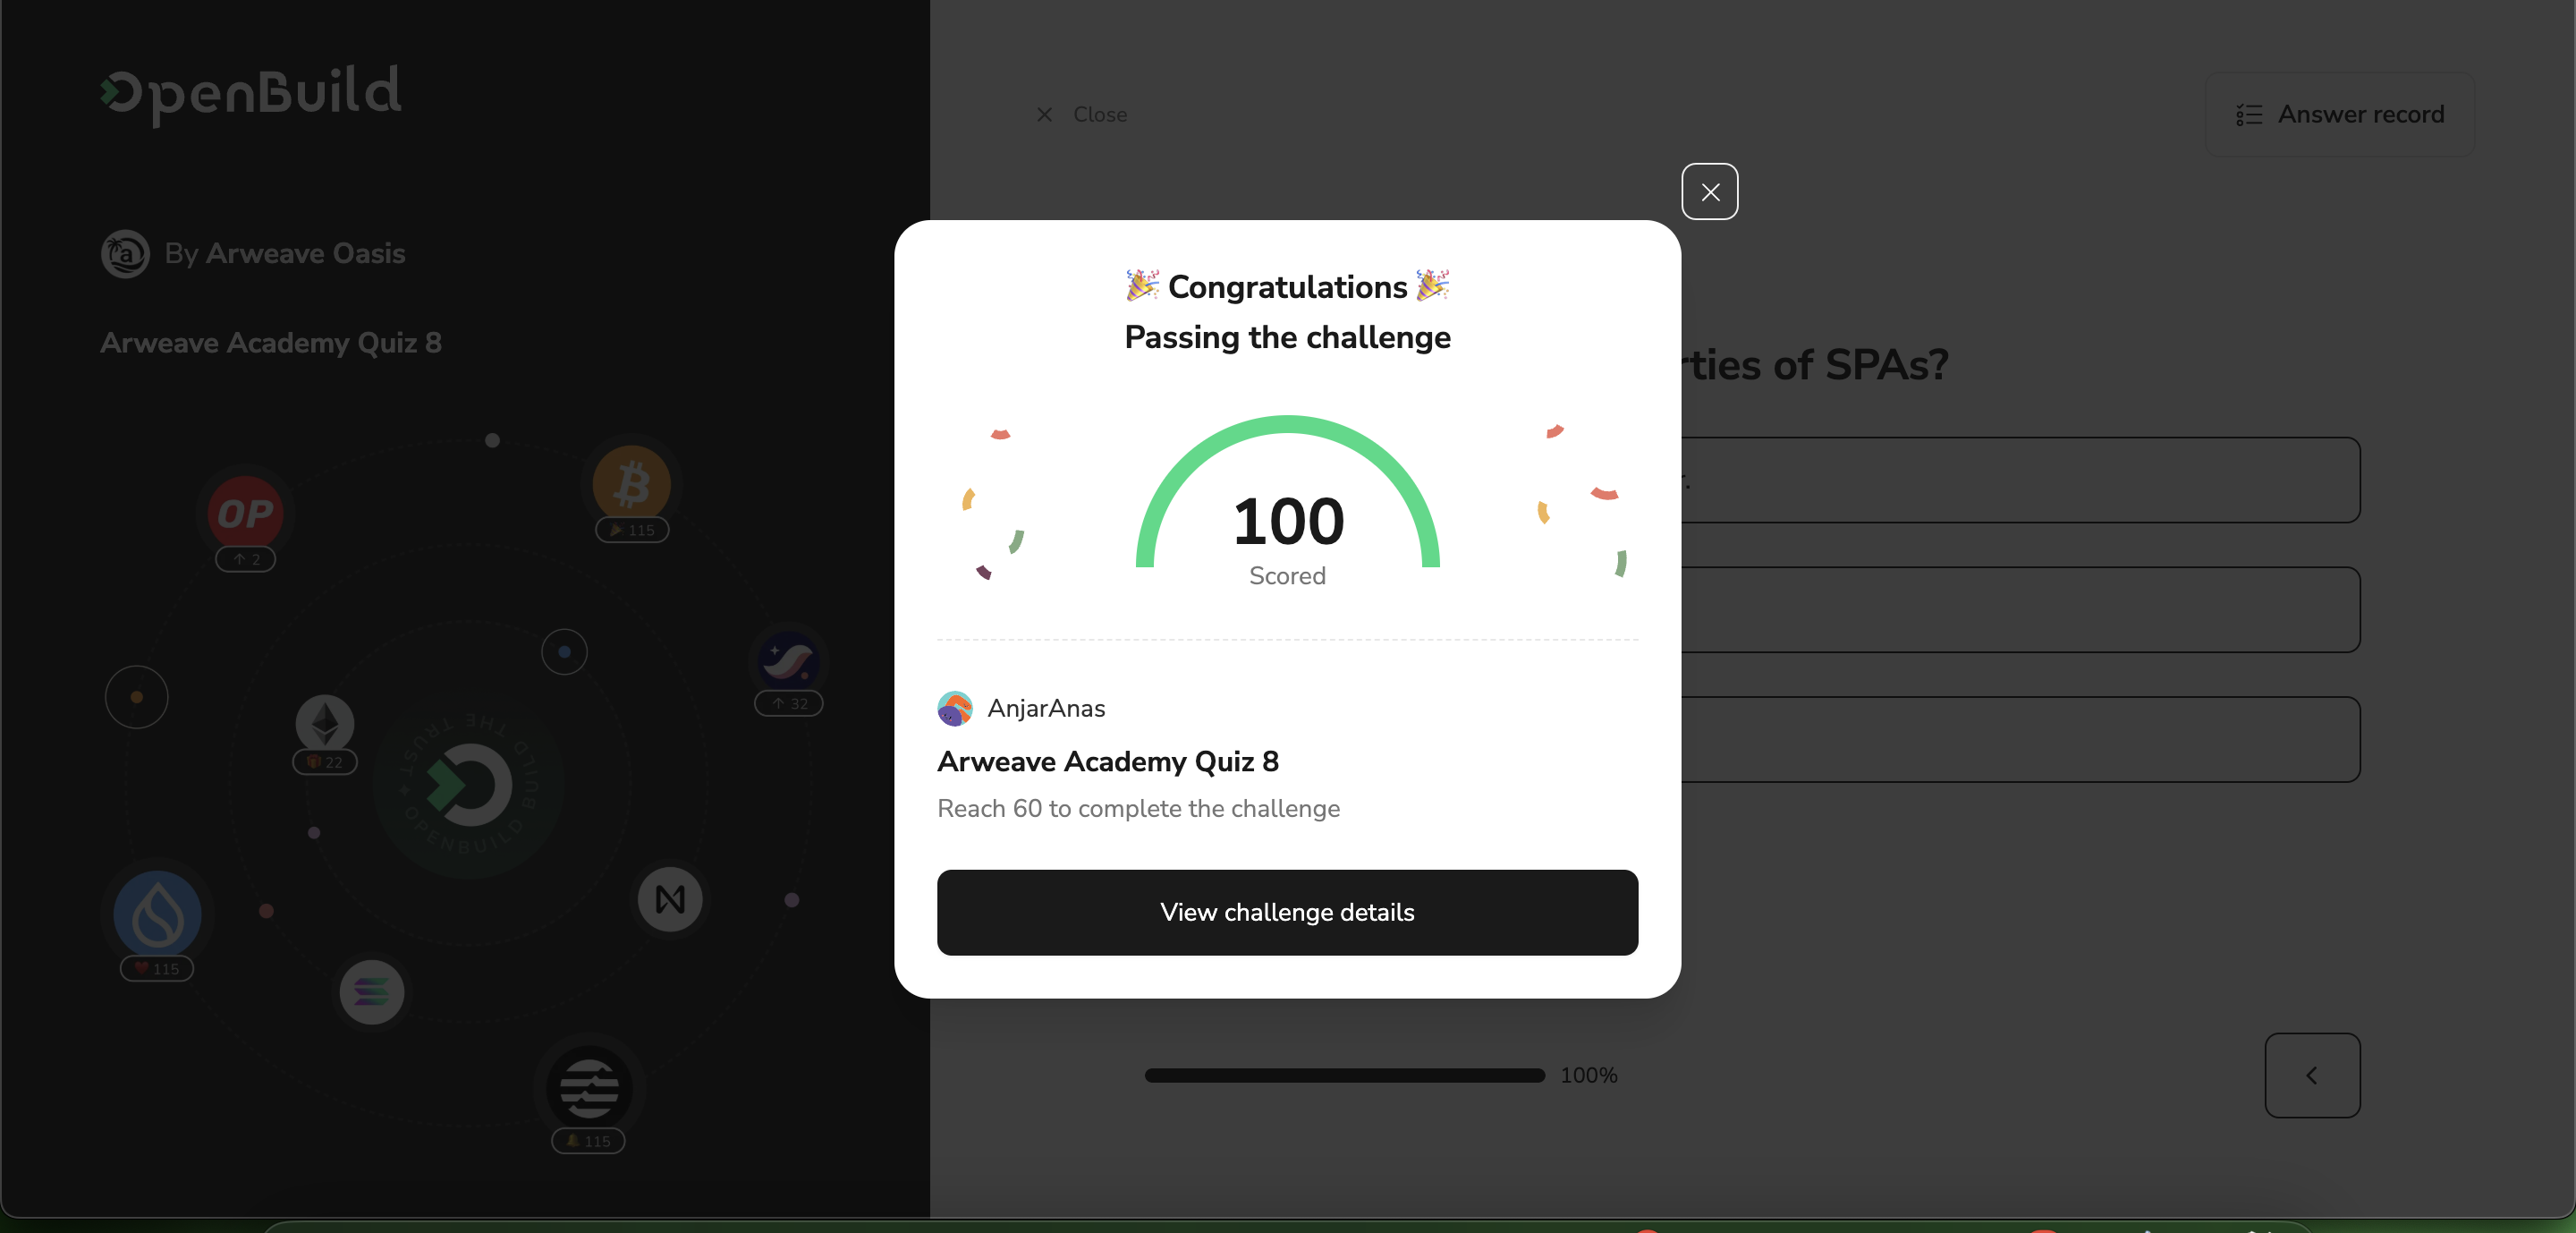 OpenBuild
By Arweave Oasis
Arweave Academy Quiz 8
OP
↑ 2
115
↑ 32
22
BUILD THE TRUST ✦ OPENBUILD
115
115
Close
Answer record
rties of SPAs?
r.
🎉 Congratulations 🎉
Passing the challenge
100
Scored
AnjarAnas
Arweave Academy Quiz 8
Reach 60 to complete the challenge
View challenge details
100%